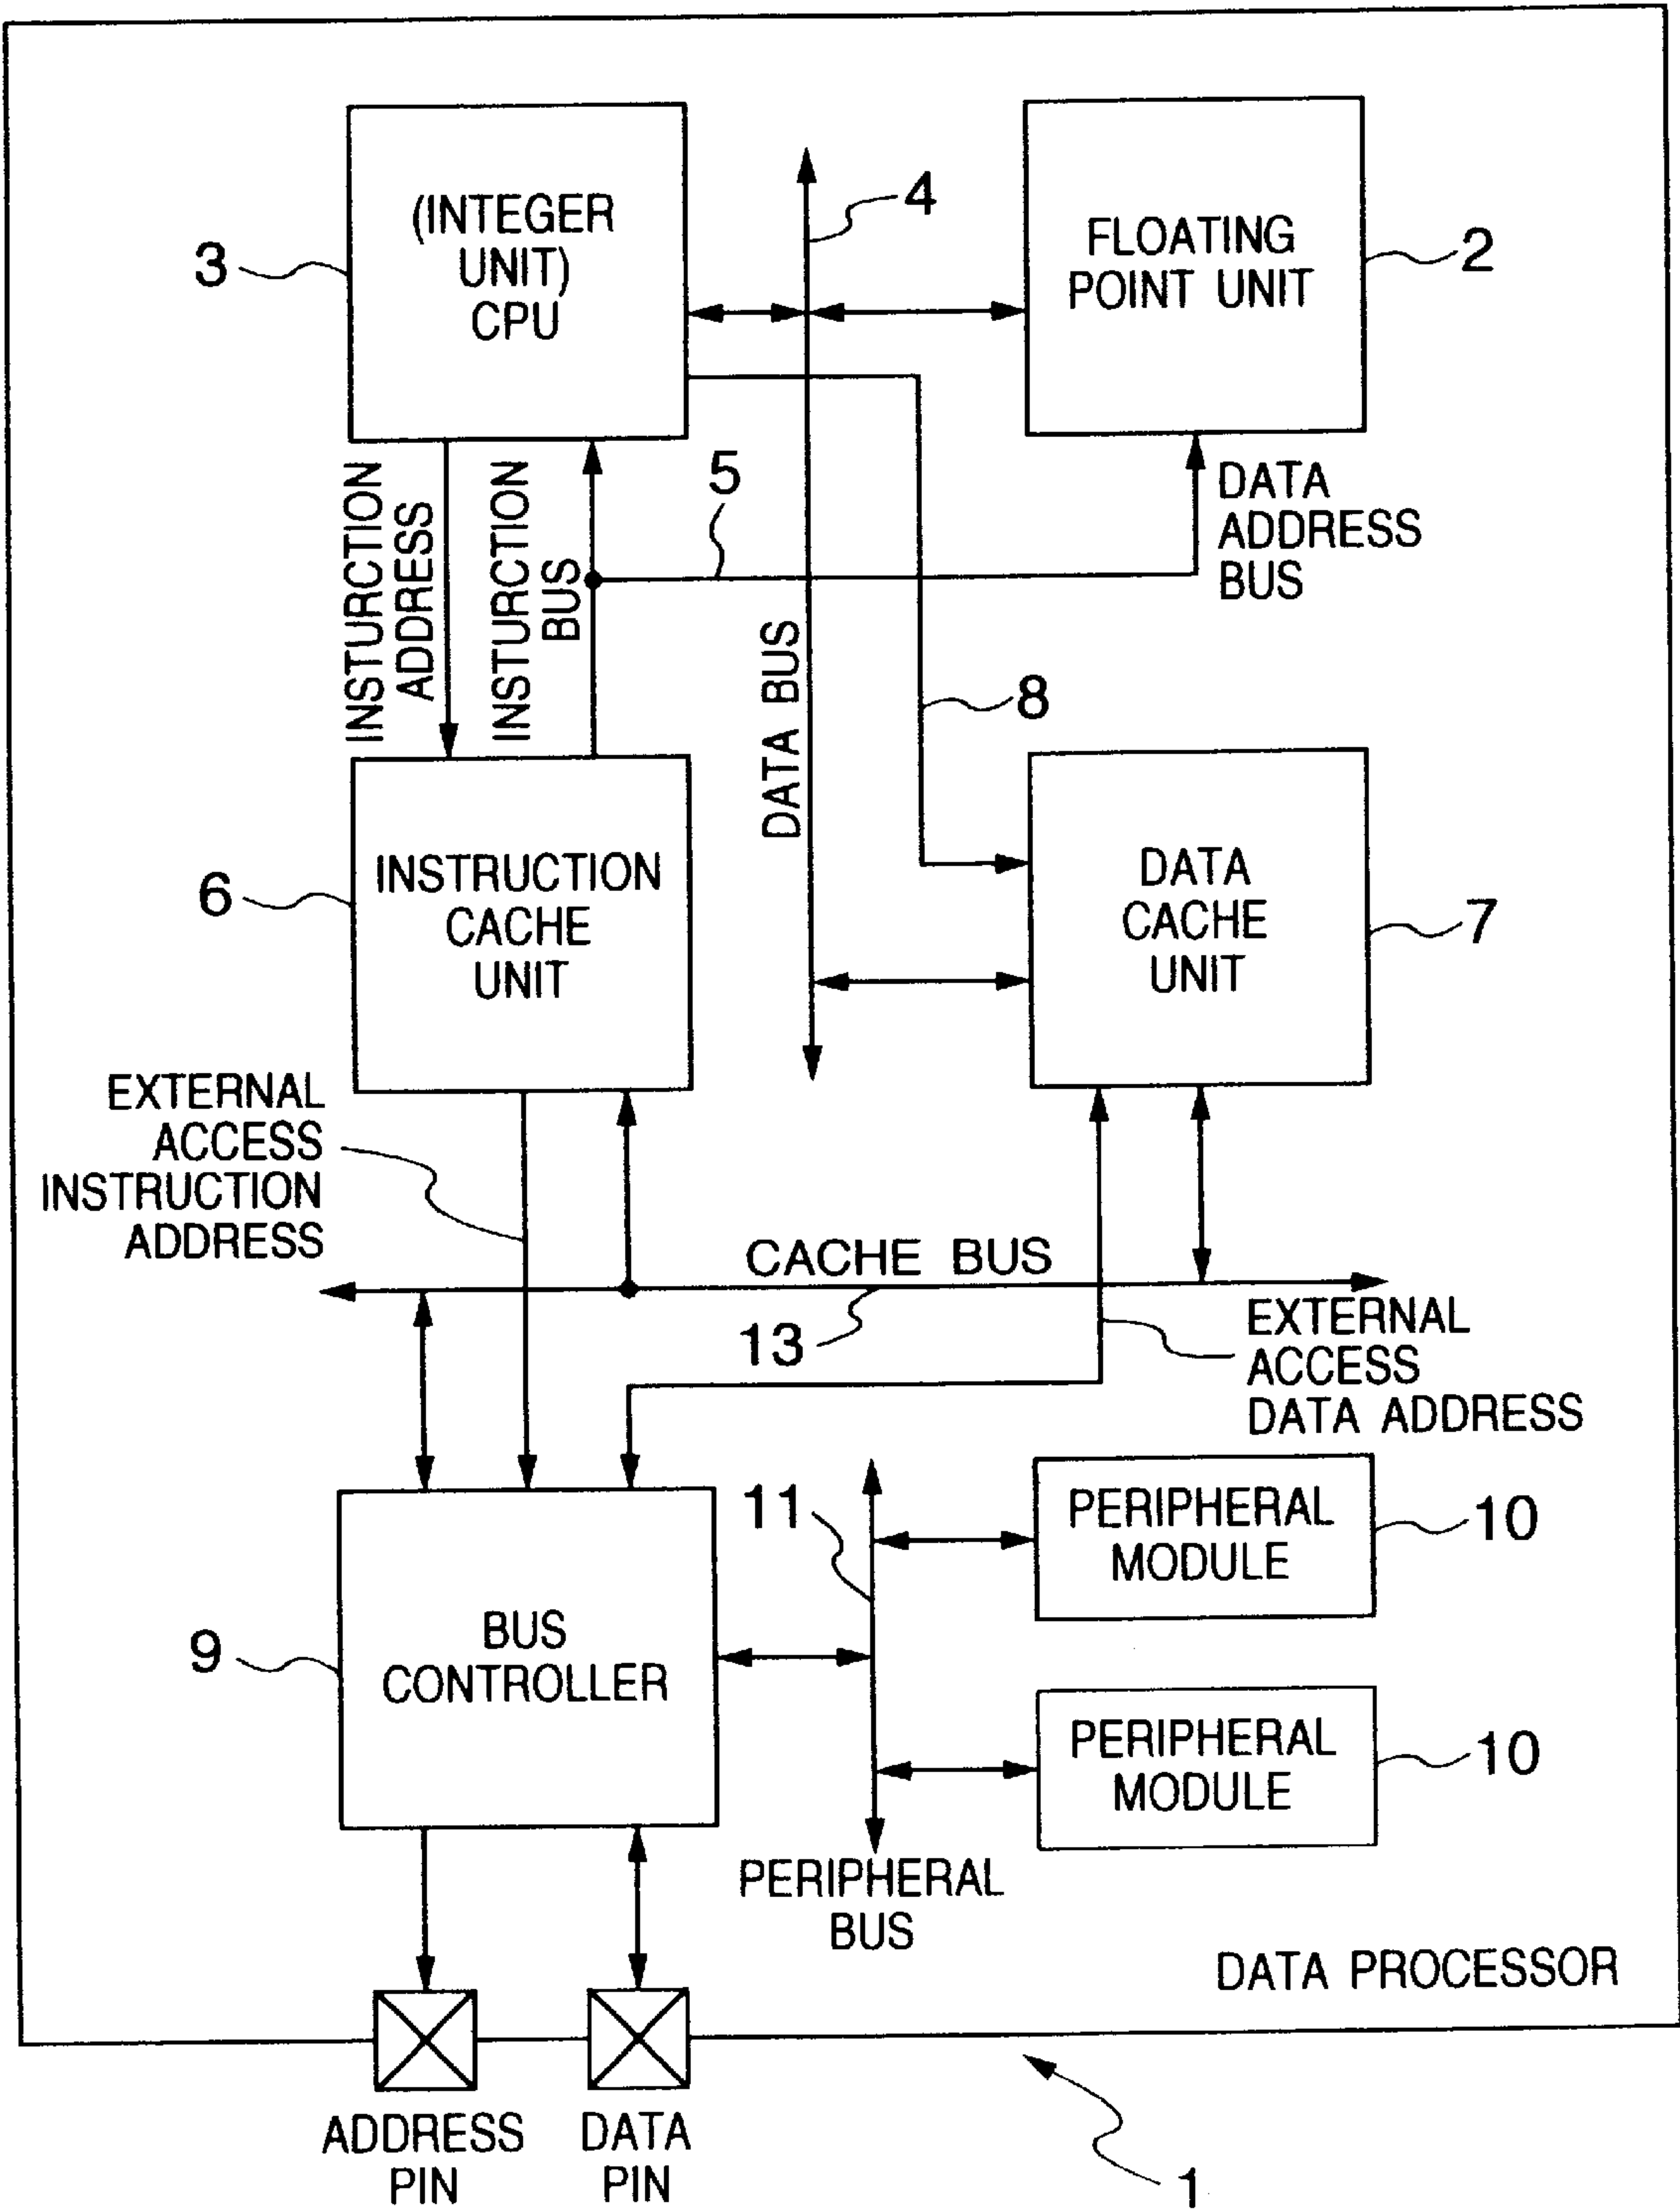 (INTEGER
UNIT)
CPU
3
4
FLOATING
POINT UNIT
2
INSTURCTION
ADDRESS
INSTURCTION
BUS
5
DATA
ADDRESS
BUS
DATA BUS
8
INSTRUCTION
CACHE
UNIT
6
DATA
CACHE
UNIT
7
EXTERNAL
ACCESS
INSTRUCTION
ADDRESS
CACHE BUS
13
EXTERNAL
ACCESS
DATA ADDRESS
11
PERIPHERAL
MODULE
10
BUS
CONTROLLER
9
PERIPHERAL
MODULE
10
PERIPHERAL
BUS
DATA PROCESSOR
ADDRESS
PIN
DATA
PIN
1